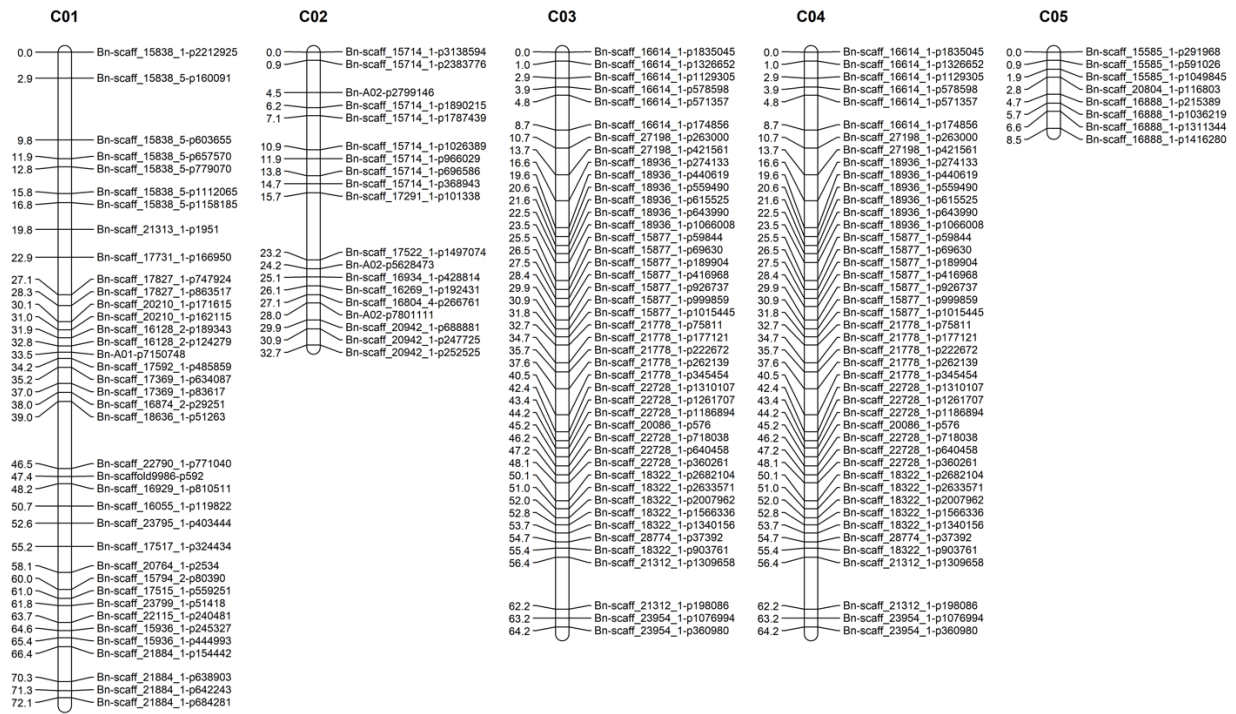 C01
0.0 Bn-scaff_15838_1-p2212925
2.9 Bn-scaff_15838_5-p160091
9.8 Bn-scaff_15838_5-p603655
11.9 Bn-scaff_15838_5-p657570
12.8 Bn-scaff_15838_5-p779070
15.8 Bn-scaff_15838_5-p1112065
16.8 Bn-scaff_15838_5-p1158185
19.8 Bn-scaff_21313_1-p1951
22.9 Bn-scaff_17731_1-p166950
27.1 Bn-scaff_17827_1-p747924
28.3 Bn-scaff_17827_1-p863517
30.1 Bn-scaff_20210_1-p171615
31.0 Bn-scaff_20210_1-p162115
31.9 Bn-scaff_16128_2-p189343
32.8 Bn-scaff_16128_2-p124279
33.5 Bn-A01-p7150748
34.2 Bn-scaff_17592_1-p485859
35.2 Bn-scaff_17369_1-p634087
37.0 Bn-scaff_17369_1-p83617
38.0 Bn-scaff_16874_2-p29251
39.0 Bn-scaff_18636_1-p51263
46.5 Bn-scaff_22790_1-p771040
47.4 Bn-scaffold9986-p592
48.2 Bn-scaff_16929_1-p810511
50.7 Bn-scaff_16055_1-p119822
52.6 Bn-scaff_23795_1-p403444
55.2 Bn-scaff_17517_1-p324434
58.1 Bn-scaff_20764_1-p2534
60.0 Bn-scaff_15794_2-p80390
61.0 Bn-scaff_17515_1-p559251
61.8 Bn-scaff_23799_1-p51418
63.7 Bn-scaff_22115_1-p240481
64.6 Bn-scaff_15936_1-p245327
65.4 Bn-scaff_15936_1-p444993
66.4 Bn-scaff_21884_1-p154442
70.3 Bn-scaff_21884_1-p638903
71.3 Bn-scaff_21884_1-p642243
72.1 Bn-scaff_21884_1-p684281
C02
0.0 Bn-scaff_15714_1-p3138594
0.9 Bn-scaff_15714_1-p2383776
4.5 Bn-A02-p2799146
6.2 Bn-scaff_15714_1-p1890215
7.1 Bn-scaff_15714_1-p1787439
10.9 Bn-scaff_15714_1-p1026389
11.9 Bn-scaff_15714_1-p966029
13.8 Bn-scaff_15714_1-p696586
14.7 Bn-scaff_15714_1-p368943
15.7 Bn-scaff_17291_1-p101338
23.2 Bn-scaff_17522_1-p1497074
24.2 Bn-A02-p5628473
25.1 Bn-scaff_16934_1-p428814
26.1 Bn-scaff_16269_1-p192431
27.1 Bn-scaff_16804_4-p266761
28.0 Bn-A02-p7801111
29.9 Bn-scaff_20942_1-p688881
30.9 Bn-scaff_20942_1-p247725
32.7 Bn-scaff_20942_1-p252525
C03
0.0 Bn-scaff_16614_1-p1835045
1.0 Bn-scaff_16614_1-p1326652
2.9 Bn-scaff_16614_1-p1129305
3.9 Bn-scaff_16614_1-p578598
4.8 Bn-scaff_16614_1-p571357
8.7 Bn-scaff_16614_1-p174856
10.7 Bn-scaff_27198_1-p263000
13.7 Bn-scaff_27198_1-p421561
16.6 Bn-scaff_18936_1-p274133
19.6 Bn-scaff_18936_1-p440619
20.6 Bn-scaff_18936_1-p559490
21.6 Bn-scaff_18936_1-p615525
22.5 Bn-scaff_18936_1-p643990
23.5 Bn-scaff_18936_1-p1066008
25.5 Bn-scaff_15877_1-p59844
26.5 Bn-scaff_15877_1-p69630
27.5 Bn-scaff_15877_1-p189904
28.4 Bn-scaff_15877_1-p416968
29.9 Bn-scaff_15877_1-p926737
30.9 Bn-scaff_15877_1-p999859
31.8 Bn-scaff_15877_1-p1015445
32.7 Bn-scaff_21778_1-p75811
34.7 Bn-scaff_21778_1-p177121
35.7 Bn-scaff_21778_1-p222672
37.6 Bn-scaff_21778_1-p262139
40.5 Bn-scaff_21778_1-p345454
42.4 Bn-scaff_22728_1-p1310107
43.4 Bn-scaff_22728_1-p1261707
44.2 Bn-scaff_22728_1-p1186894
45.2 Bn-scaff_20086_1-p576
46.2 Bn-scaff_22728_1-p718038
47.2 Bn-scaff_22728_1-p640458
48.1 Bn-scaff_22728_1-p360261
50.1 Bn-scaff_18322_1-p2682104
51.0 Bn-scaff_18322_1-p2633571
52.0 Bn-scaff_18322_1-p2007962
52.8 Bn-scaff_18322_1-p1566336
53.7 Bn-scaff_18322_1-p1340156
54.7 Bn-scaff_28774_1-p37392
55.4 Bn-scaff_18322_1-p903761
56.4 Bn-scaff_21312_1-p1309658
62.2 Bn-scaff_21312_1-p198086
63.2 Bn-scaff_23954_1-p1076994
64.2 Bn-scaff_23954_1-p360980
C04
0.0 Bn-scaff_16614_1-p1835045
1.0 Bn-scaff_16614_1-p1326652
2.9 Bn-scaff_16614_1-p1129305
3.9 Bn-scaff_16614_1-p578598
4.8 Bn-scaff_16614_1-p571357
8.7 Bn-scaff_16614_1-p174856
10.7 Bn-scaff_27198_1-p263000
13.7 Bn-scaff_27198_1-p421561
16.6 Bn-scaff_18936_1-p274133
19.6 Bn-scaff_18936_1-p440619
20.6 Bn-scaff_18936_1-p559490
21.6 Bn-scaff_18936_1-p615525
22.5 Bn-scaff_18936_1-p643990
23.5 Bn-scaff_18936_1-p1066008
25.5 Bn-scaff_15877_1-p59844
26.5 Bn-scaff_15877_1-p69630
27.5 Bn-scaff_15877_1-p189904
28.4 Bn-scaff_15877_1-p416968
29.9 Bn-scaff_15877_1-p926737
30.9 Bn-scaff_15877_1-p999859
31.8 Bn-scaff_15877_1-p1015445
32.7 Bn-scaff_21778_1-p75811
34.7 Bn-scaff_21778_1-p177121
35.7 Bn-scaff_21778_1-p222672
37.6 Bn-scaff_21778_1-p262139
40.5 Bn-scaff_21778_1-p345454
42.4 Bn-scaff_22728_1-p1310107
43.4 Bn-scaff_22728_1-p1261707
44.2 Bn-scaff_22728_1-p1186894
45.2 Bn-scaff_20086_1-p576
46.2 Bn-scaff_22728_1-p718038
47.2 Bn-scaff_22728_1-p640458
48.1 Bn-scaff_22728_1-p360261
50.1 Bn-scaff_18322_1-p2682104
51.0 Bn-scaff_18322_1-p2633571
52.0 Bn-scaff_18322_1-p2007962
52.8 Bn-scaff_18322_1-p1566336
53.7 Bn-scaff_18322_1-p1340156
54.7 Bn-scaff_28774_1-p37392
55.4 Bn-scaff_18322_1-p903761
56.4 Bn-scaff_21312_1-p1309658
62.2 Bn-scaff_21312_1-p198086
63.2 Bn-scaff_23954_1-p1076994
64.2 Bn-scaff_23954_1-p360980
C05
0.0 Bn-scaff_15585_1-p291968
0.9 Bn-scaff_15585_1-p591026
1.9 Bn-scaff_15585_1-p1049845
2.8 Bn-scaff_20804_1-p116803
4.7 Bn-scaff_16888_1-p215389
5.7 Bn-scaff_16888_1-p1036219
6.6 Bn-scaff_16888_1-p1311344
8.5 Bn-scaff_16888_1-p1416280